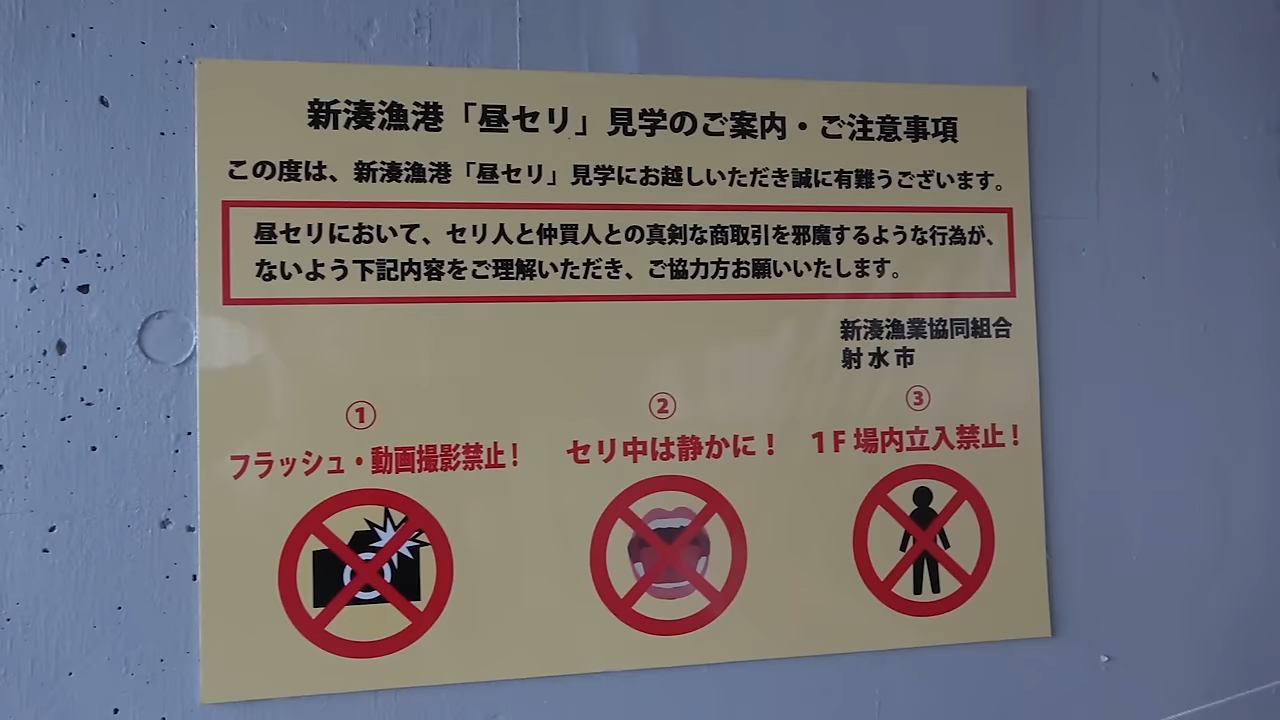 新湊漁港「昼セリ」見学のご案内・ご注意事項
この度は、新湊漁港「昼セリ」見学にお越しいただき誠に有難うございます。
昼セリにおいて、セリ人と仲買人との真剣な商取引を邪魔するような行為が、
ないよう下記内容をご理解いただき、ご協力方お願いいたします。
新湊漁業協同組合
射水市
①
フラッシュ・動画撮影禁止!
②
セリ中は静かに!
③
1F 場内立入禁止!